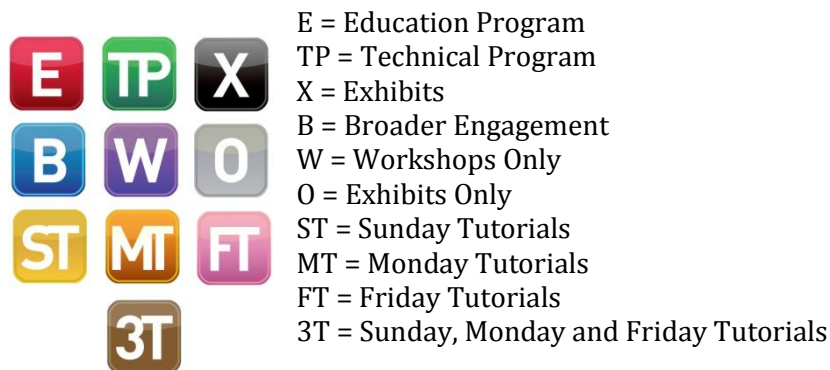 E TP X
B W O
ST MT FT
3T
E = Education Program
TP = Technical Program
X = Exhibits
B = Broader Engagement
W = Workshops Only
O = Exhibits Only
ST = Sunday Tutorials
MT = Monday Tutorials
FT = Friday Tutorials
3T = Sunday, Monday and Friday Tutorials